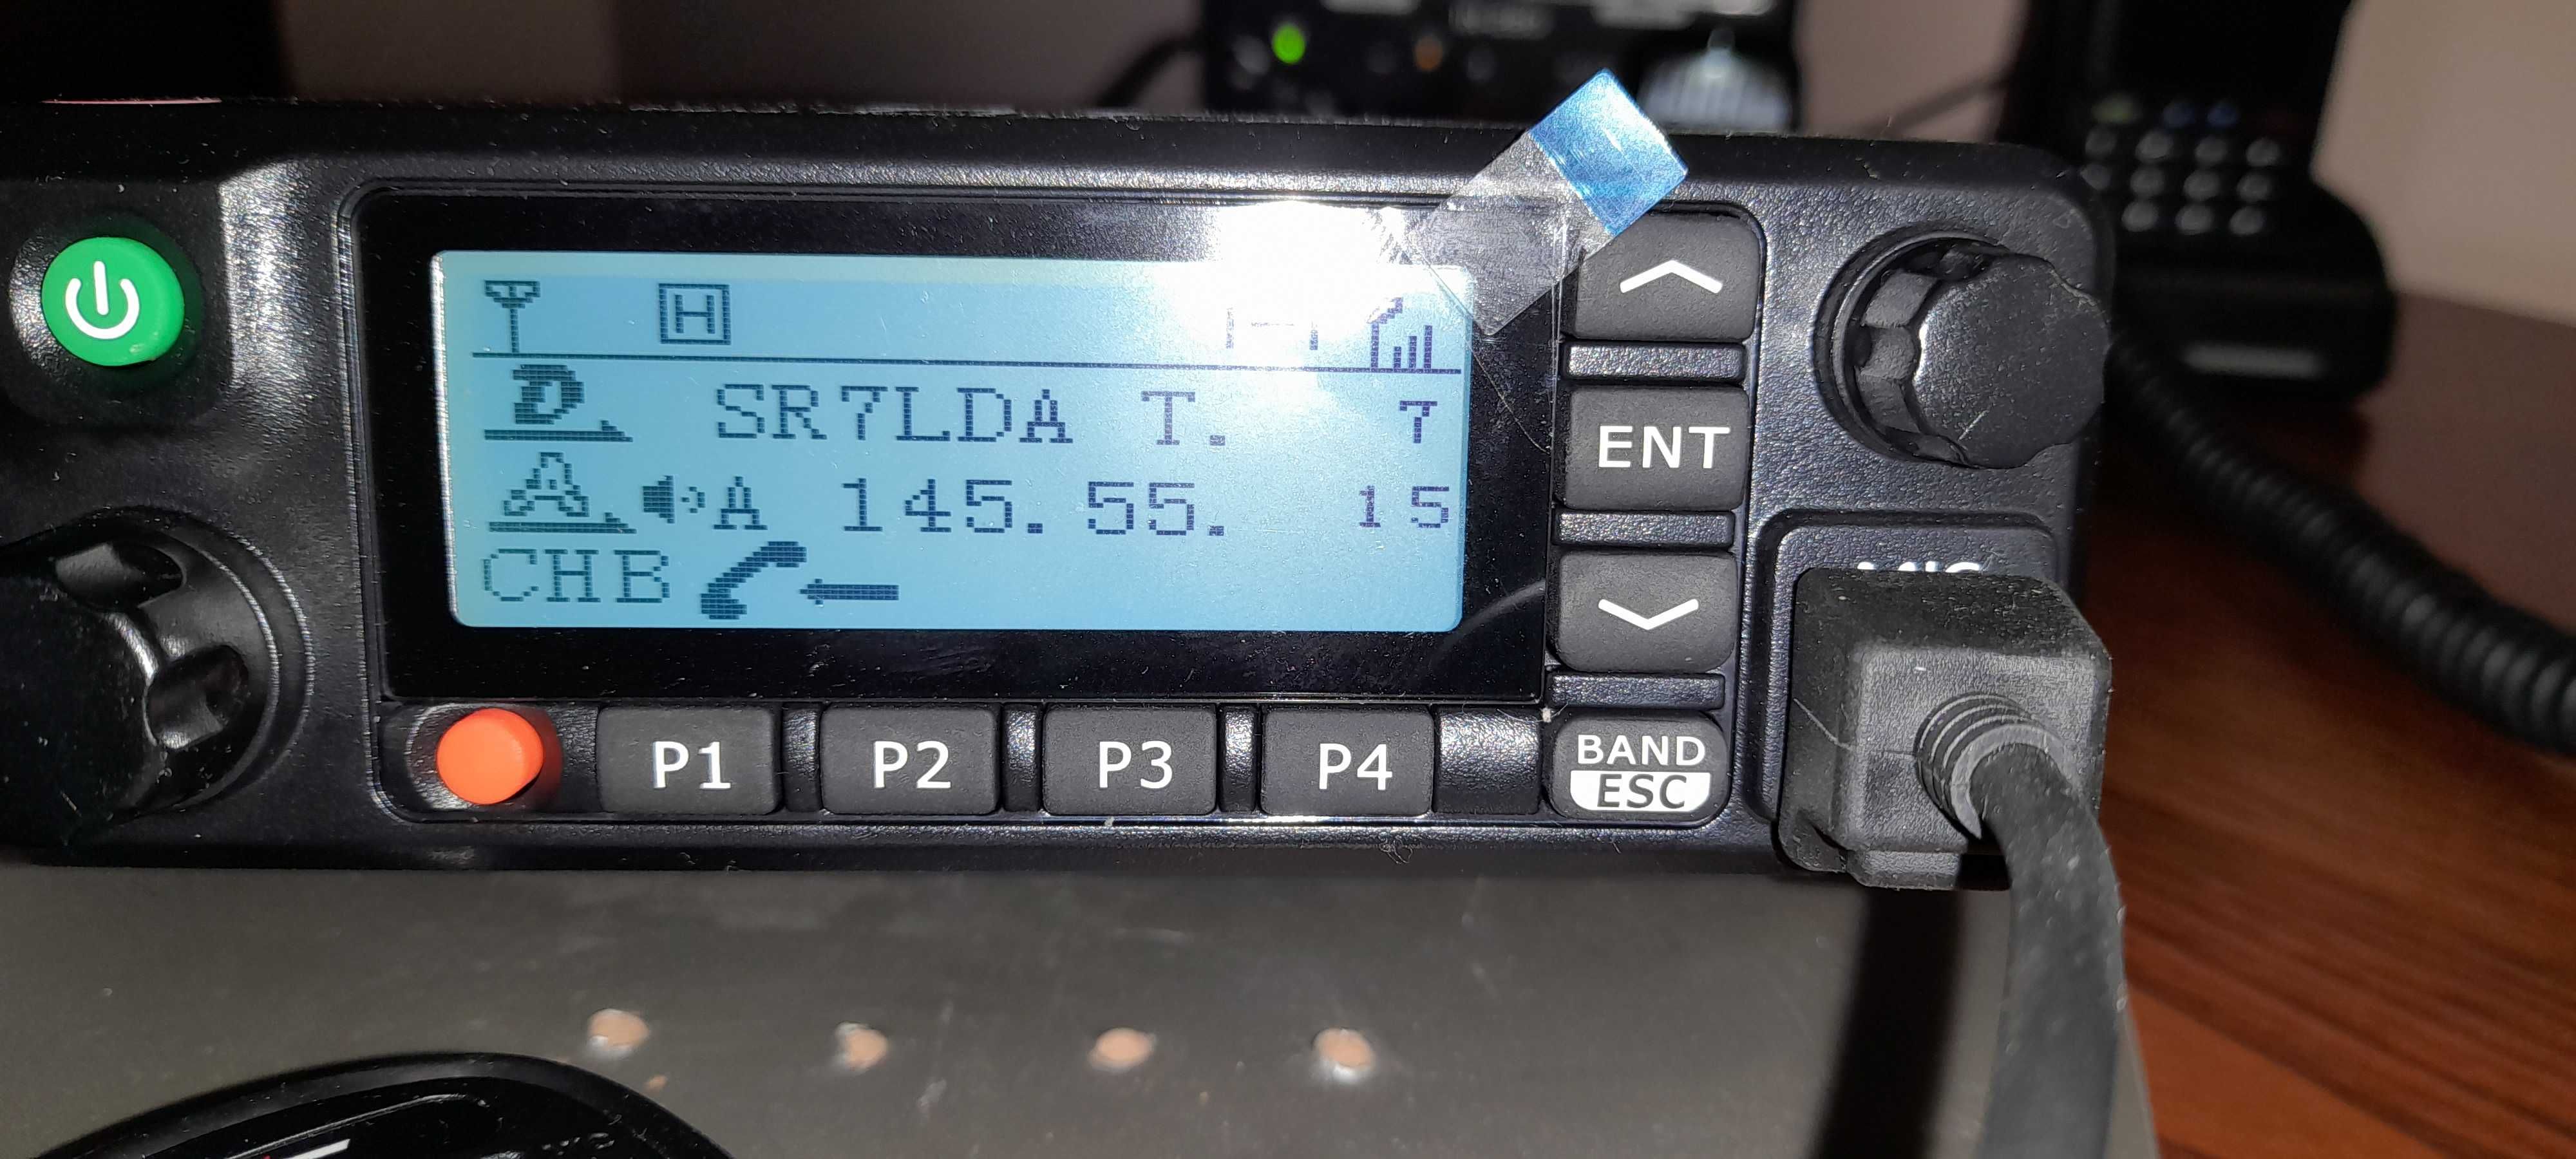 H
D SR7LDA T. 7
A A 145.55. 15
CHB
ENT
P1 P2 P3 P4
BAND
ESC